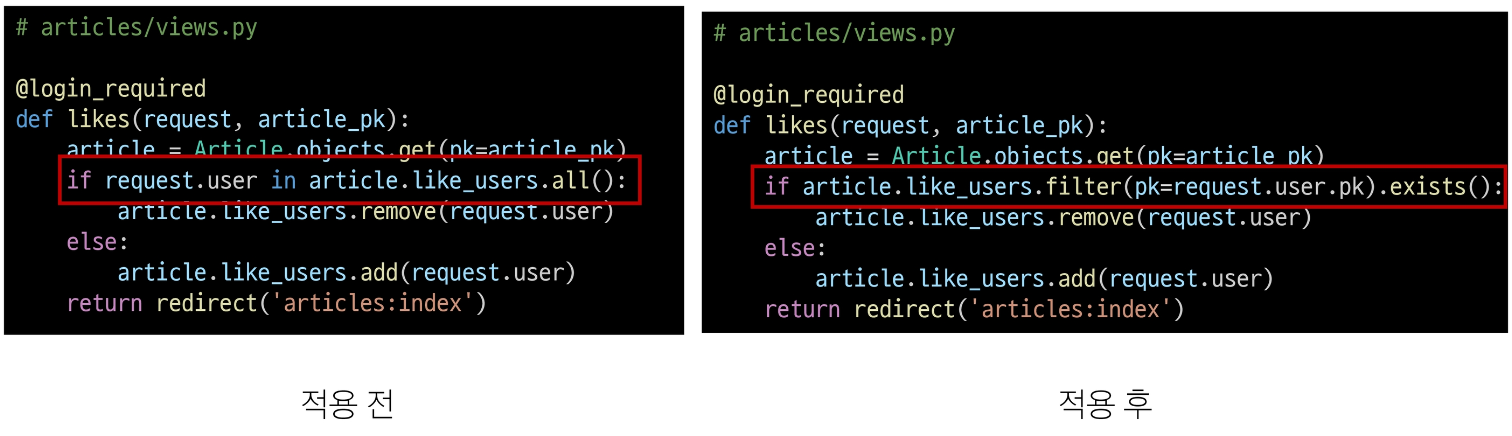 # articles/views.py
@login_required
def likes(request, article_pk):
    article = Article.objects.get(pk=article_pk)
    if request.user in article.like_users.all():
        article.like_users.remove(request.user)
    else:
        article.like_users.add(request.user)
    return redirect('articles:index')
적용 전
# articles/views.py
@login_required
def likes(request, article_pk):
    article = Article.objects.get(pk=article_pk)
    if article.like_users.filter(pk=request.user.pk).exists():
        article.like_users.remove(request.user)
    else:
        article.like_users.add(request.user)
    return redirect('articles:index')
적용 후